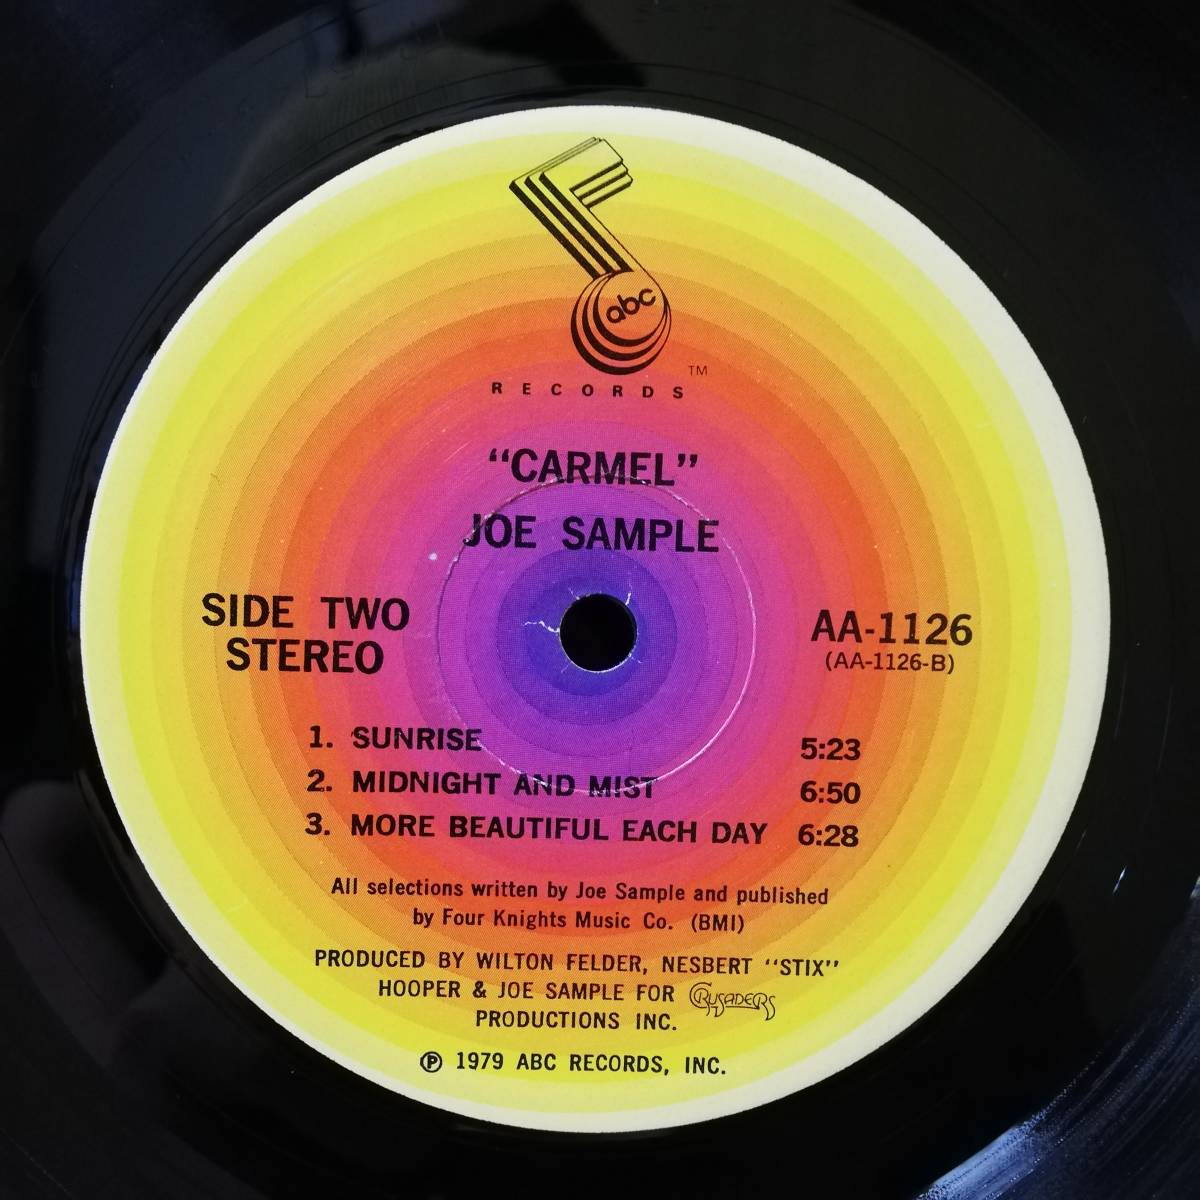 abc
RECORDS™
“CARMEL”
JOE SAMPLE
SIDE TWO
STEREO
AA-1126
(AA-1126-B)
1. SUNRISE 5:23
2. MIDNIGHT AND MIST 6:50
3. MORE BEAUTIFUL EACH DAY 6:28
All selections written by Joe Sample and published
by Four Knights Music Co. (BMI)
PRODUCED BY WILTON FELDER, NESBERT “STIX”
HOOPER & JOE SAMPLE FOR CRUSADERS
PRODUCTIONS INC.
℗ 1979 ABC RECORDS, INC.